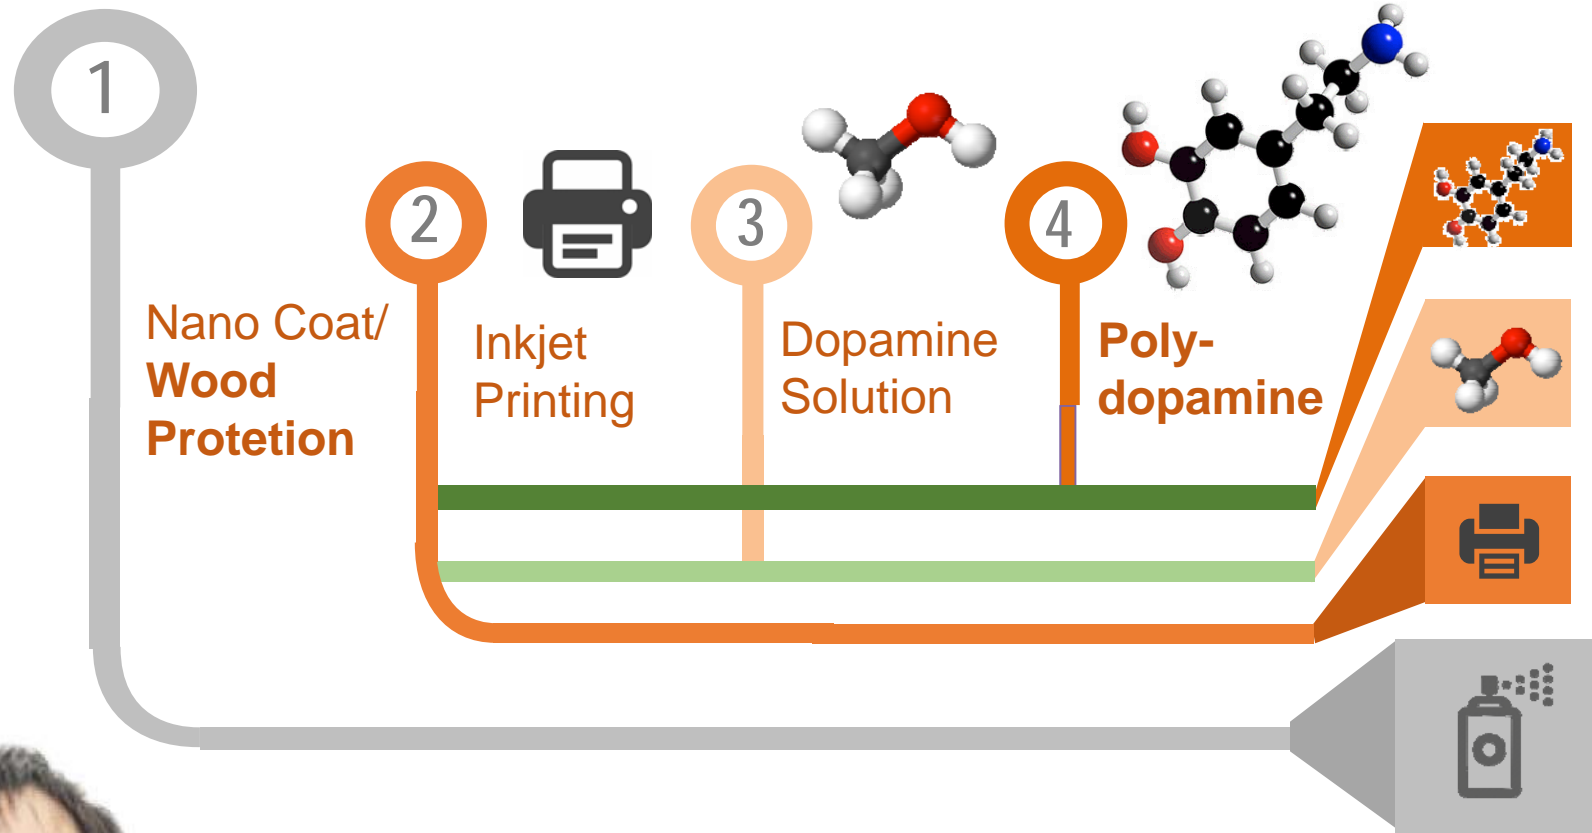 1
Nano Coat/
Wood
Protetion
2
Inkjet
Printing
3
Dopamine
Solution
4
Poly-
dopamine